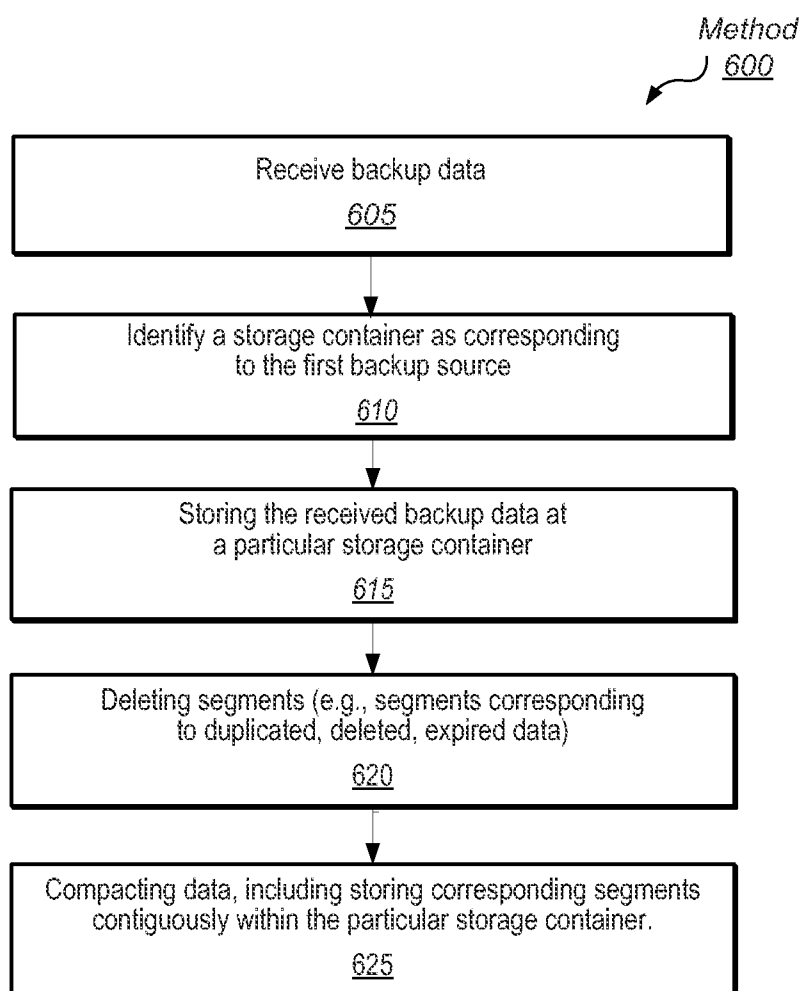 Method
600
Receive backup data
605
Identify a storage container as corresponding
to the first backup source
610
Storing the received backup data at
a particular storage container
615
Deleting segments (e.g., segments corresponding
to duplicated, deleted, expired data)
620
Compacting data, including storing corresponding segments
contiguously within the particular storage container.
625